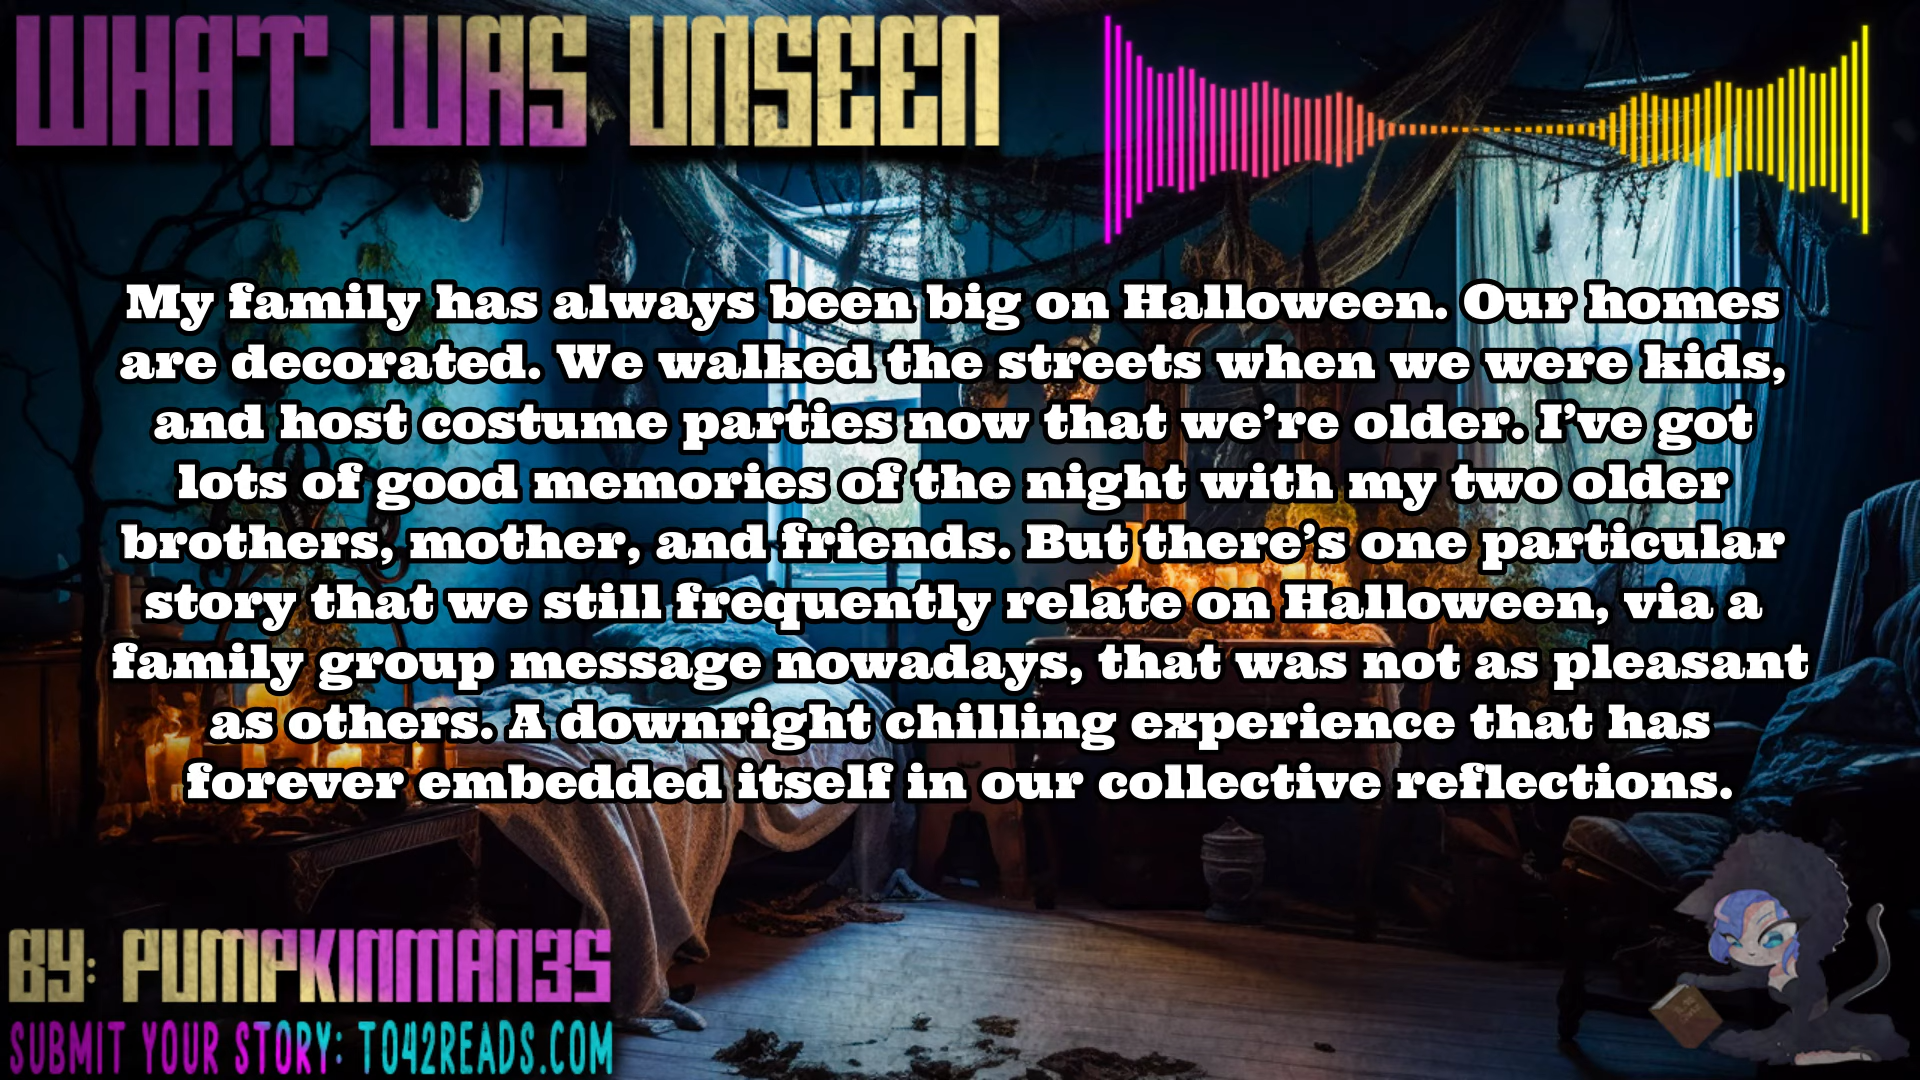 WHAT WAS UNSEEN
My family has always been big on Halloween. Our homes
are decorated. We walked the streets when we were kids,
and host costume parties now that we’re older. I’ve got
lots of good memories of the night with my two older
brothers, mother, and friends. But there’s one particular
story that we still frequently relate on Halloween, via a
family group message nowadays, that was not as pleasant
as others. A downright chilling experience that has
forever embedded itself in our collective reflections.
BY: PUMPKINMAN35
SUBMIT YOUR STORY: TO42READS.COM